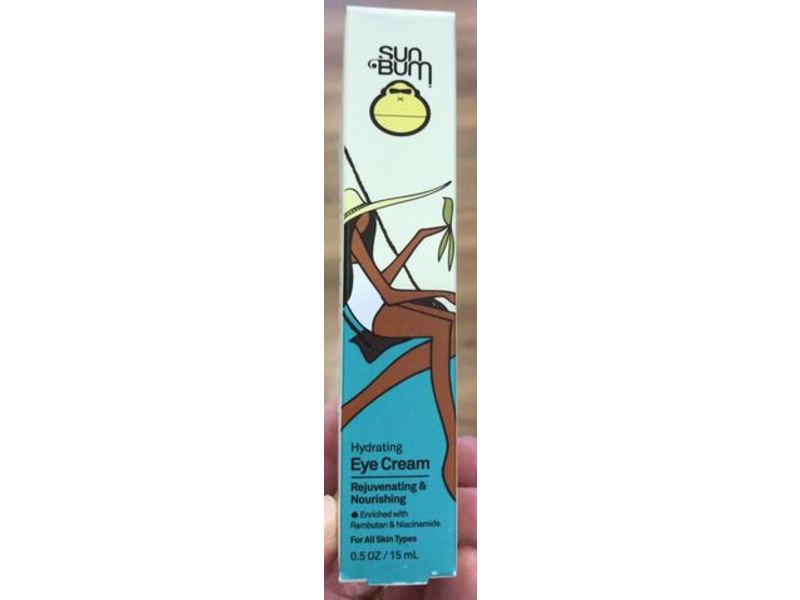 SUN
BUM
Hydrating
Eye Cream
Rejuvenating &
Nourishing
Enriched with
Rambutan & Niacinamide
For All Skin Types
0.5 OZ / 15 mL